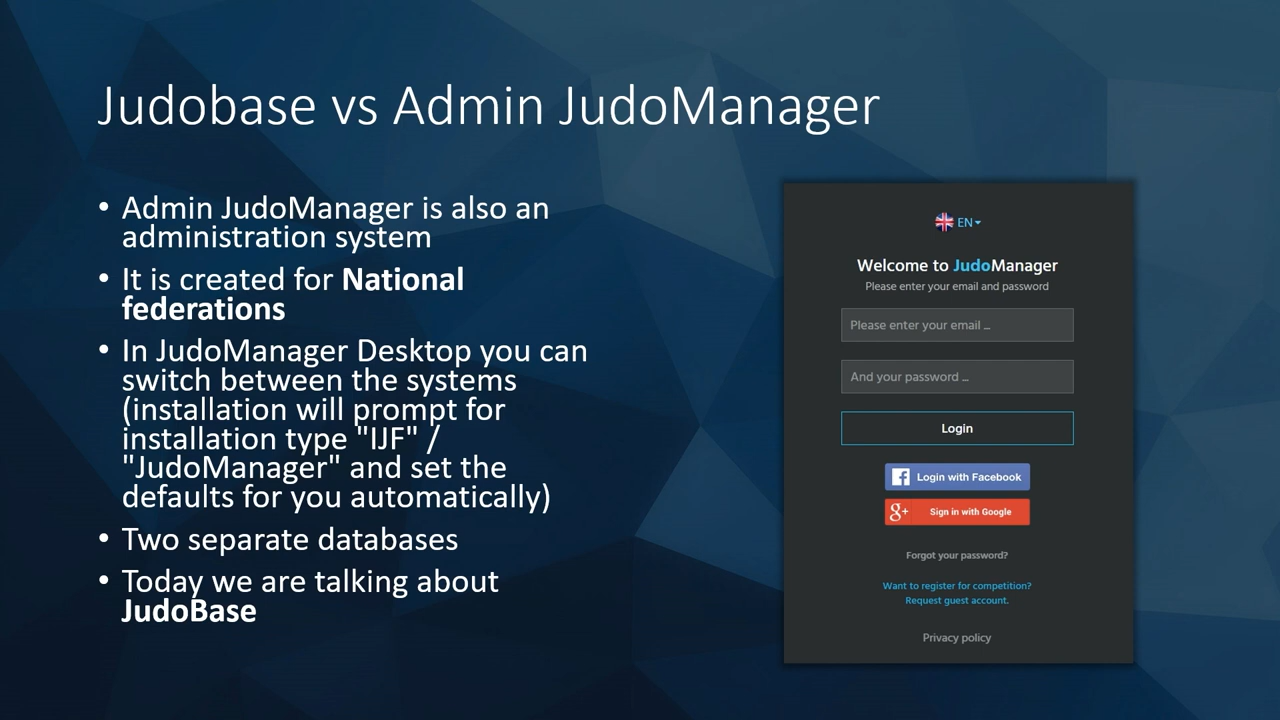 Judobase vs Admin JudoManager
• Admin JudoManager is also an
administration system
• It is created for National
federations
• In JudoManager Desktop you can
switch between the systems
(installation will prompt for
installation type "IJF" /
"JudoManager" and set the
defaults for you automatically)
• Two separate databases
• Today we are talking about
JudoBase
EN
Welcome to JudoManager
Please enter your email and password
Please enter your email ...
And your password ...
Login
Login with Facebook
g+ Sign in with Google
Forgot your password?
Want to register for competition?
Request guest account.
Privacy policy